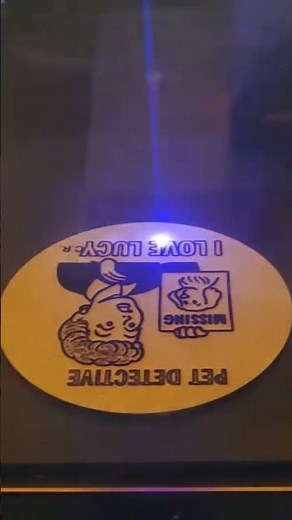 PET DETECTIVE
MISSING
I LOVE LUCY
C.R.